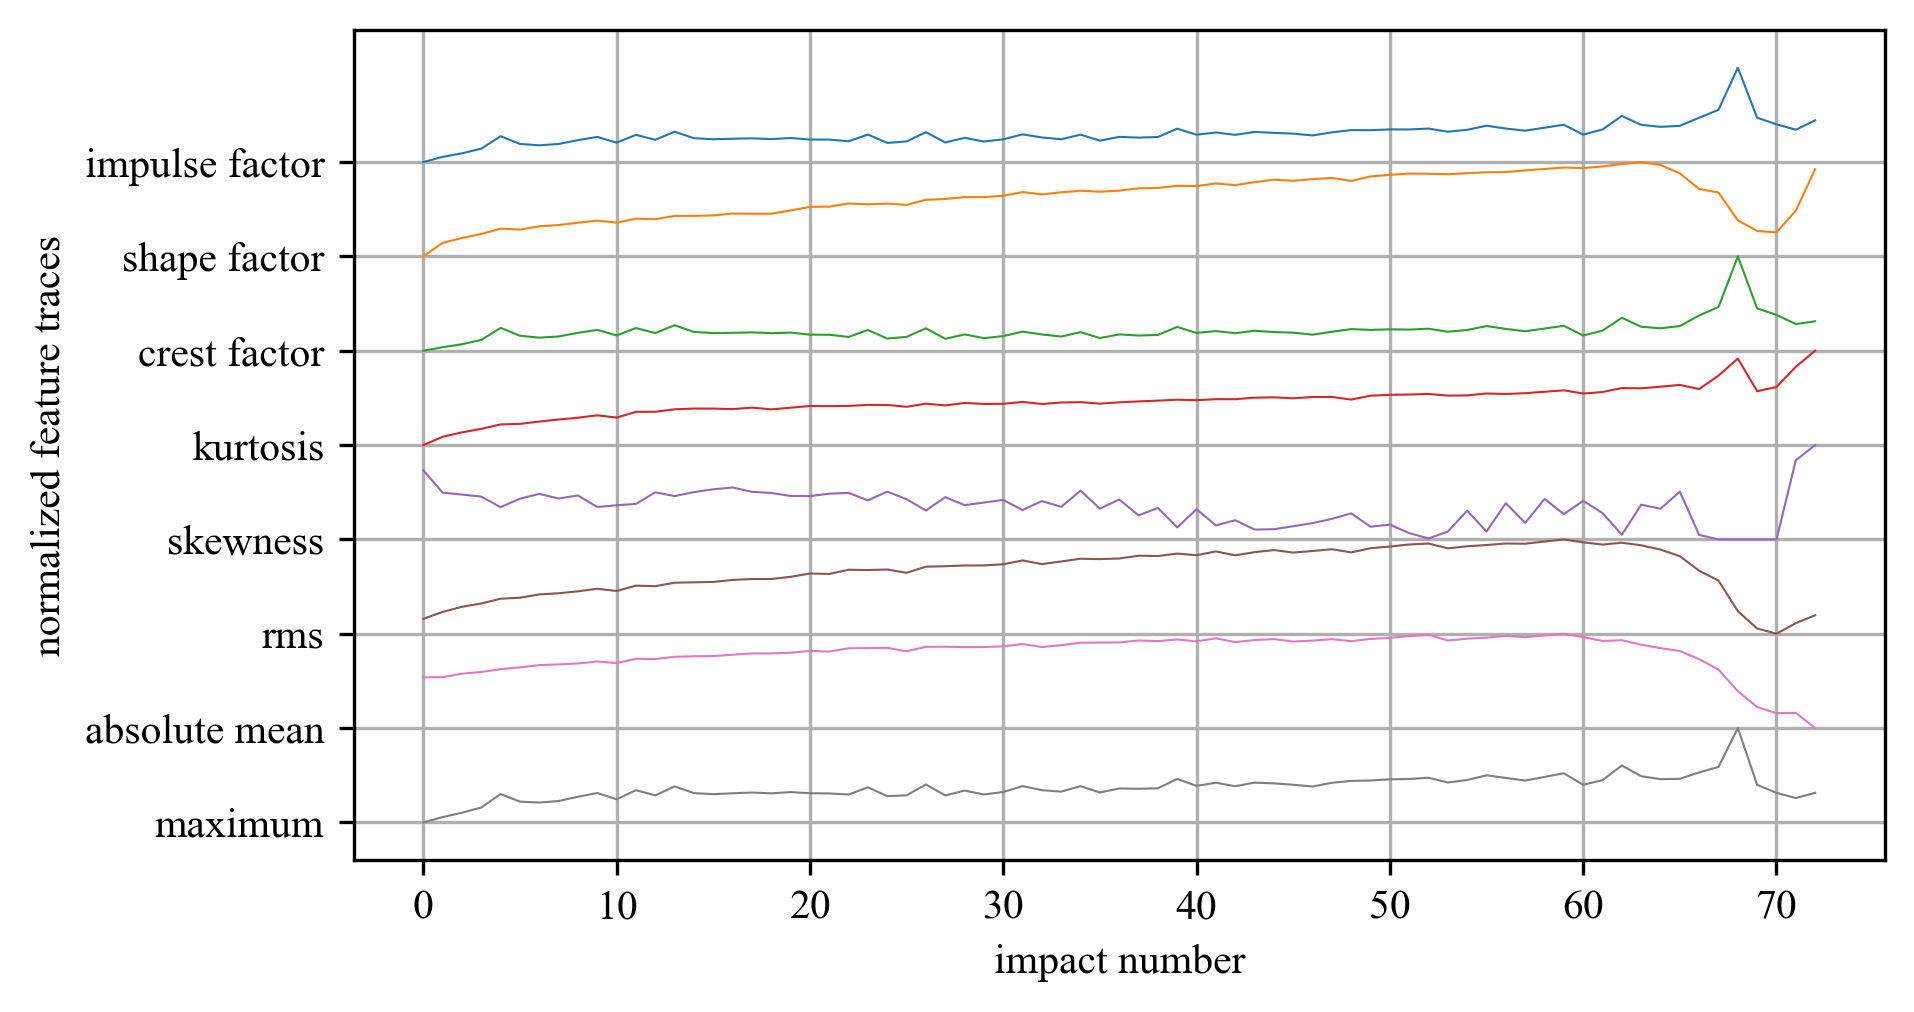 normalized feature traces
impulse factor
shape factor
crest factor
kurtosis
skewness
rms
absolute mean
maximum
0 10 20 30 40 50 60 70
impact number